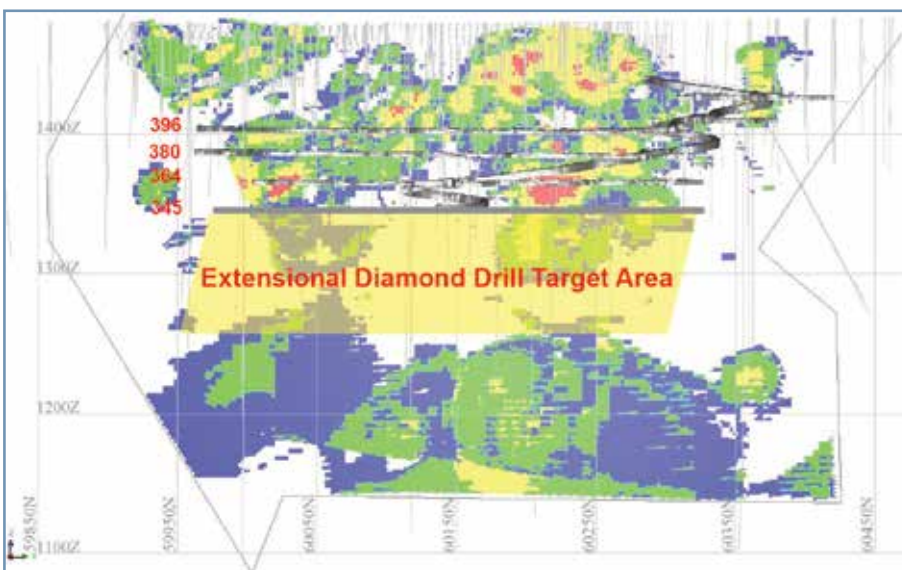 1400Z
396
380
364
345
1300Z
Extensional Diamond Drill Target Area
1200Z
1100Z
59850N
59950N
60050N
60150N
60250N
60350N
60450N